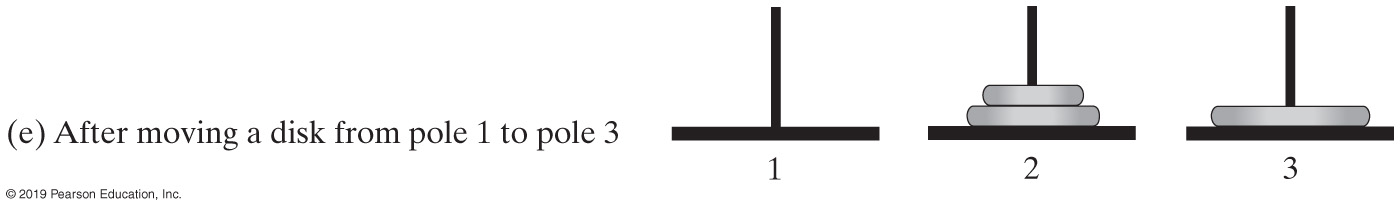 (e) After moving a disk from pole 1 to pole 3
1 2 3
© 2019 Pearson Education, Inc.